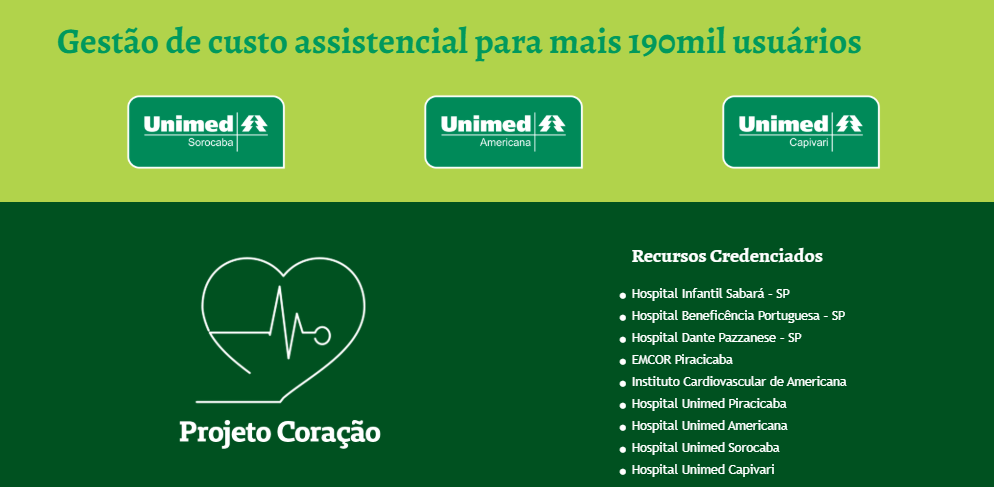 Gestão de custo assistencial para mais 190mil usuários
Unimed
Sorocaba
Unimed
Americana
Unimed
Capivari
Projeto Coração
Recursos Credenciados
Hospital Infantil Sabará - SP
Hospital Beneficência Portuguesa - SP
Hospital Dante Pazzanese - SP
EMCOR Piracicaba
Instituto Cardiovascular de Americana
Hospital Unimed Piracicaba
Hospital Unimed Americana
Hospital Unimed Sorocaba
Hospital Unimed Capivari